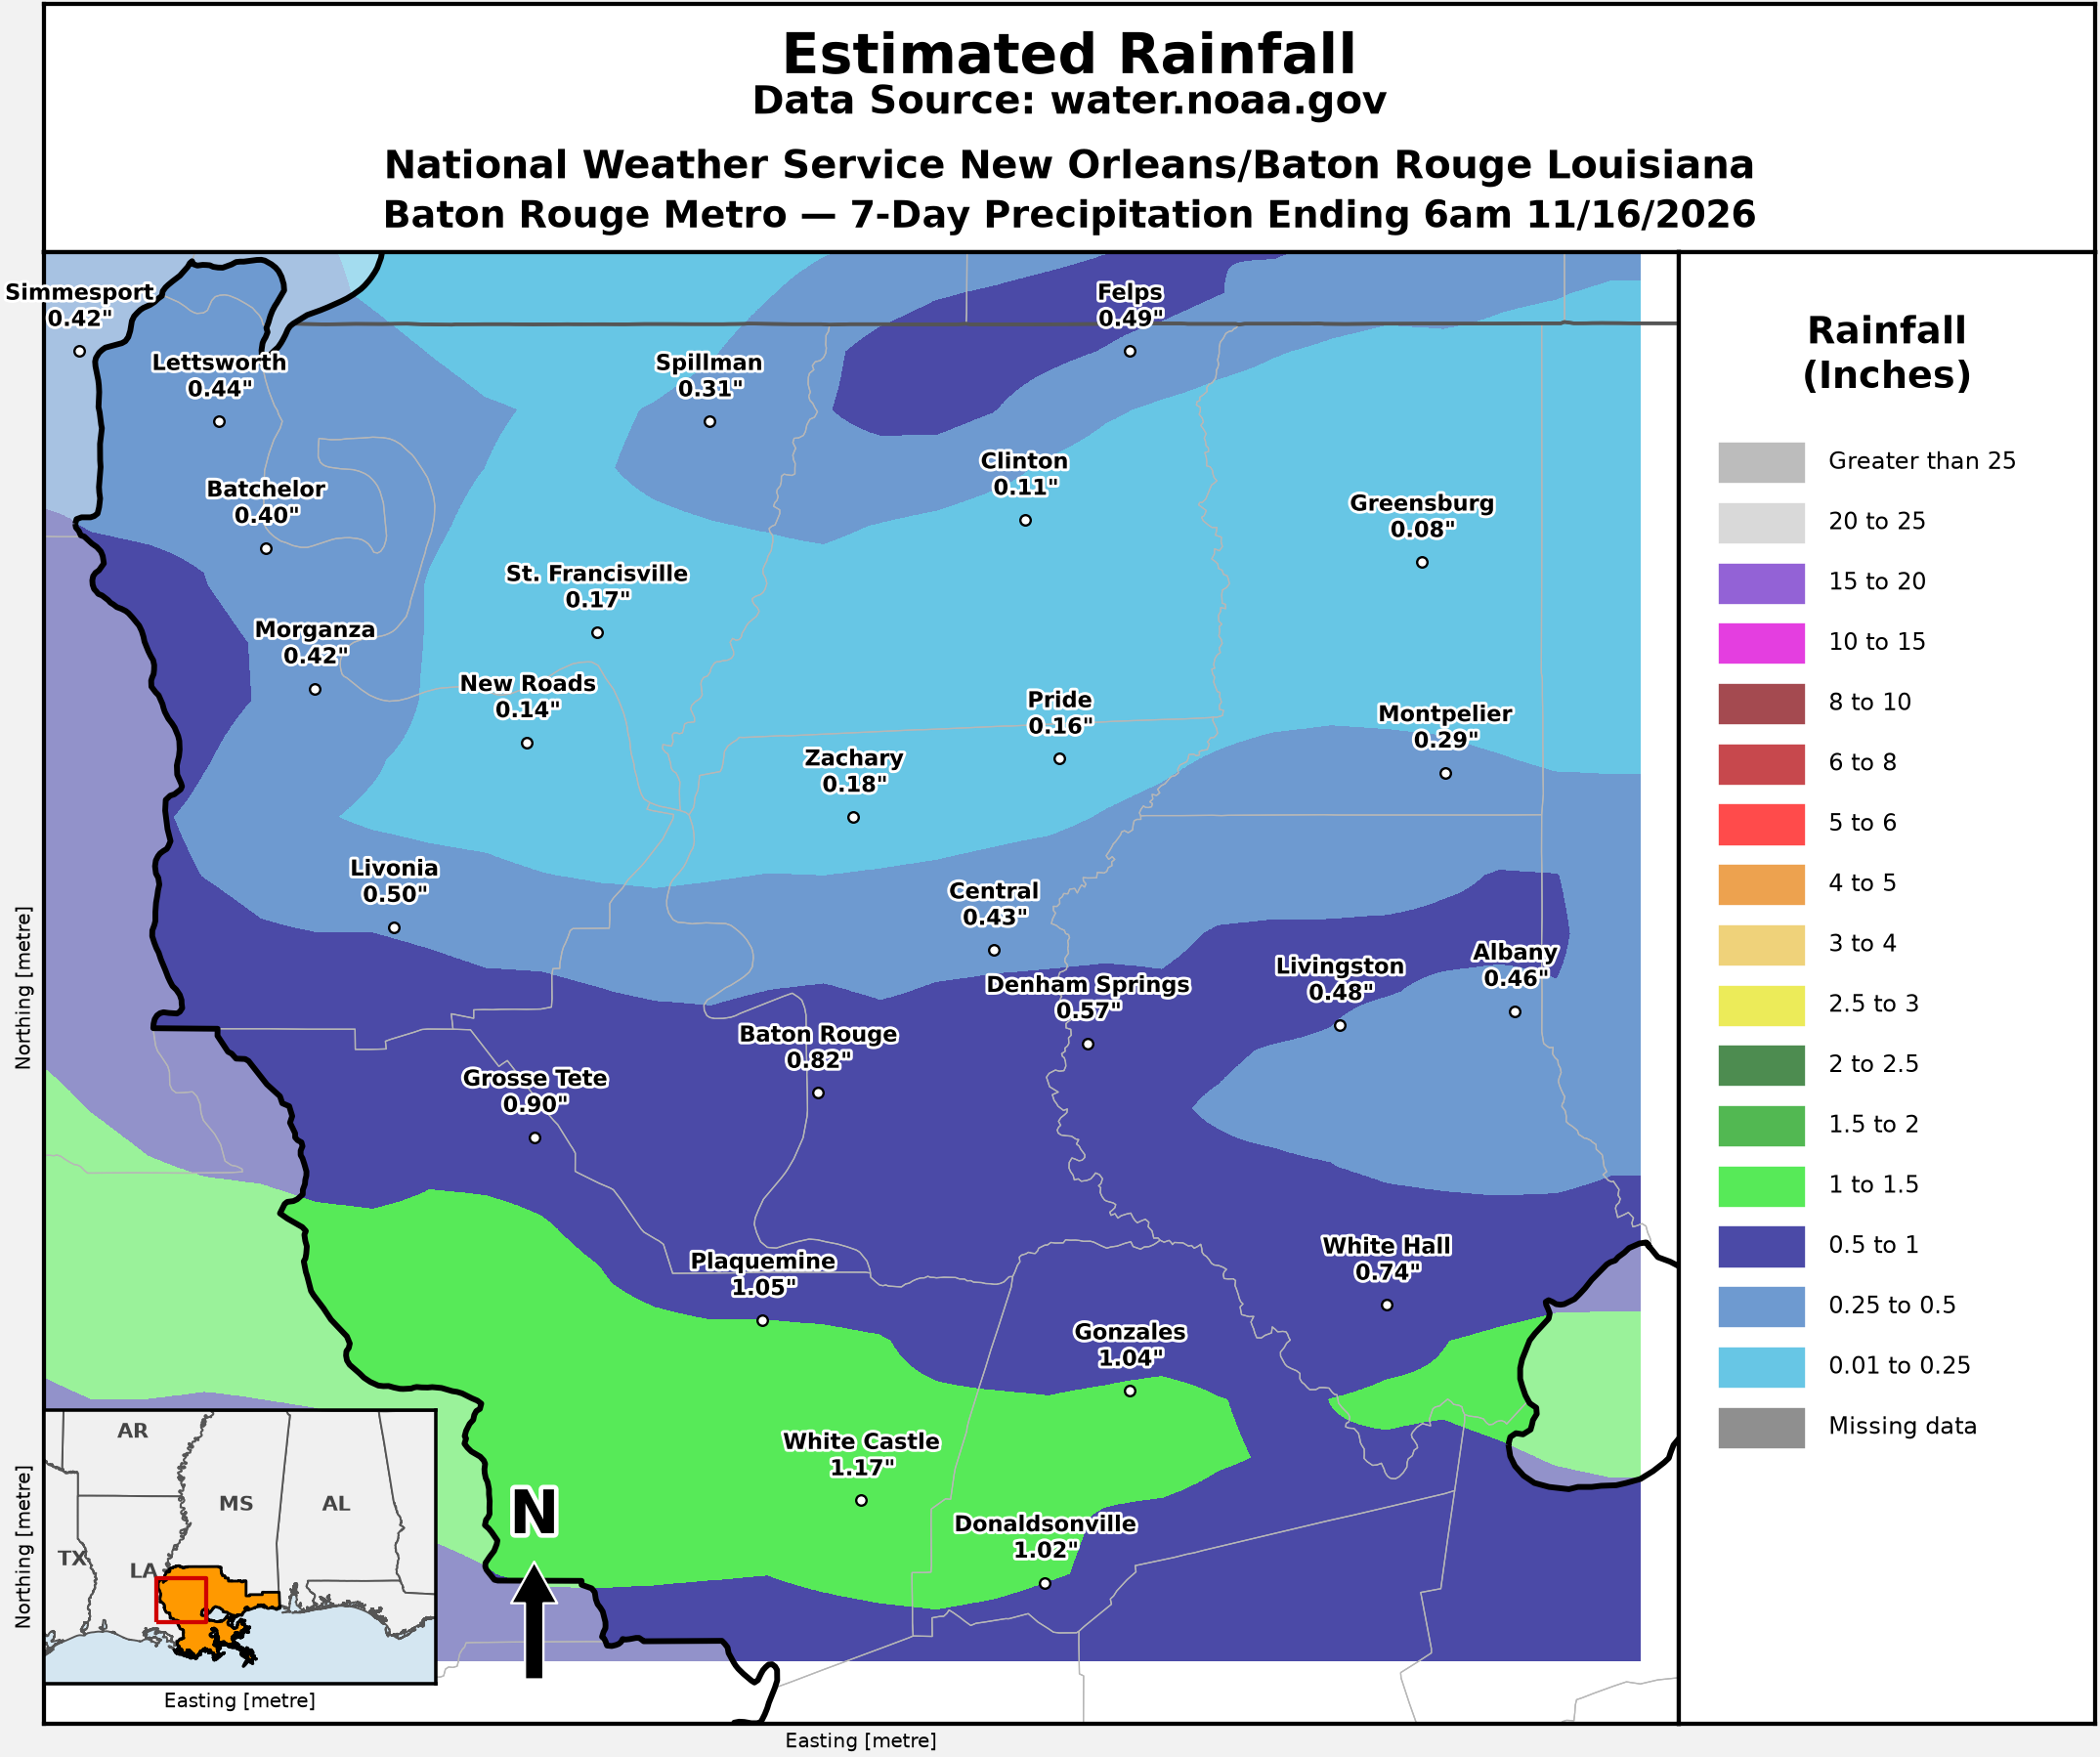 Estimated Rainfall
Data Source: water.noaa.gov
National Weather Service New Orleans/Baton Rouge Louisiana
Baton Rouge Metro — 7-Day Precipitation Ending 6am 11/16/2026
Simmesport
0.42"
Felps
0.49"
Lettsworth
0.44"
Spillman
0.31"
Clinton
0.11"
Batchelor
0.40"
Greensburg
0.08"
St. Francisville
0.17"
Morganza
0.42"
New Roads
0.14"
Pride
0.16"
Montpelier
0.29"
Zachary
0.18"
Livonia
0.50"
Central
0.43"
Albany
0.46"
Livingston
0.48"
Denham Springs
0.57"
Baton Rouge
0.82"
Grosse Tete
0.90"
White Hall
0.74"
Plaquemine
1.05"
Gonzales
1.04"
White Castle
1.17"
Donaldsonville
1.02"
N
AR
MS
AL
TX
LA
Northing [metre]
Northing [metre]
Easting [metre]
Easting [metre]
Rainfall
(Inches)
Greater than 25
20 to 25
15 to 20
10 to 15
8 to 10
6 to 8
5 to 6
4 to 5
3 to 4
2.5 to 3
2 to 2.5
1.5 to 2
1 to 1.5
0.5 to 1
0.25 to 0.5
0.01 to 0.25
Missing data